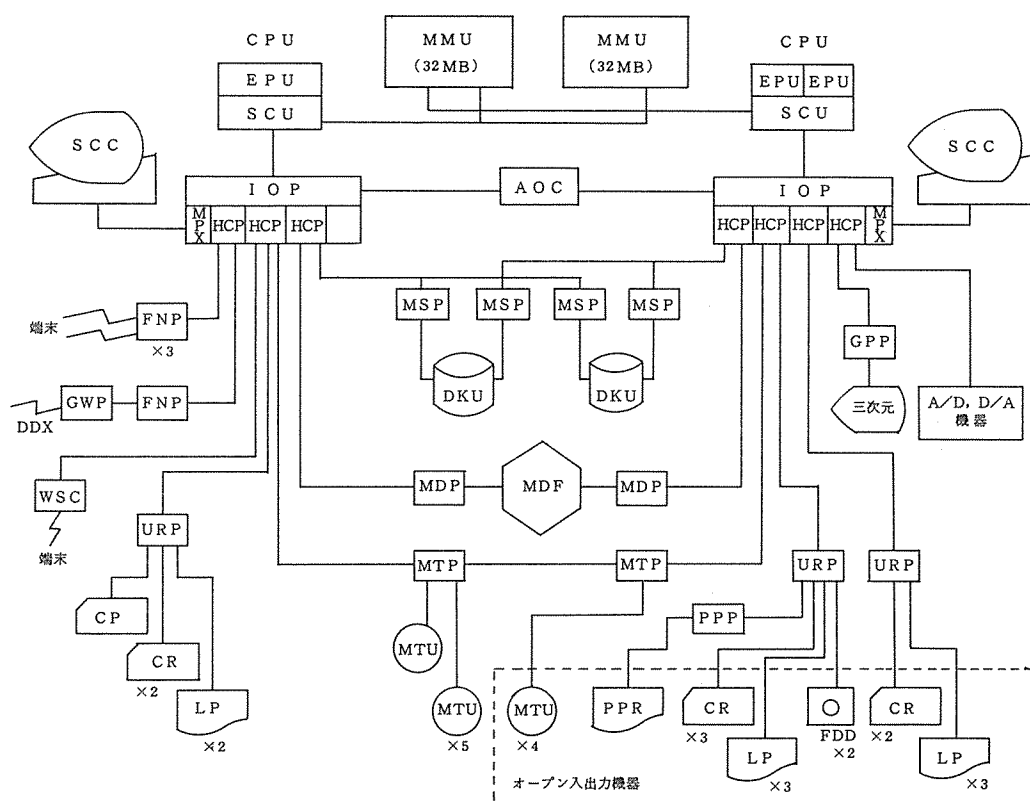 CPU
MMU
(32MB)
MMU
(32MB)
CPU
EPU
SCU
EPU EPU
SCU
SCC
SCC
IOP
AOC
IOP
MPX HCP HCP HCP
HCP HCP HCP HCP MPX
MSP MSP MSP MSP
端末
FNP
×3
DKU
DKU
GPP
GWP
FNP
DDX
三次元
A/D, D/A
機器
WSC
端末
MDP
MDF
MDP
URP
MTP
MTP
URP
URP
CP
CR
×2
LP
×2
PPP
MTU
MTU
×5
MTU
×4
PPR
CR
×3
LP
×3
FDD
×2
CR
×2
LP
×3
オープン入出力機器